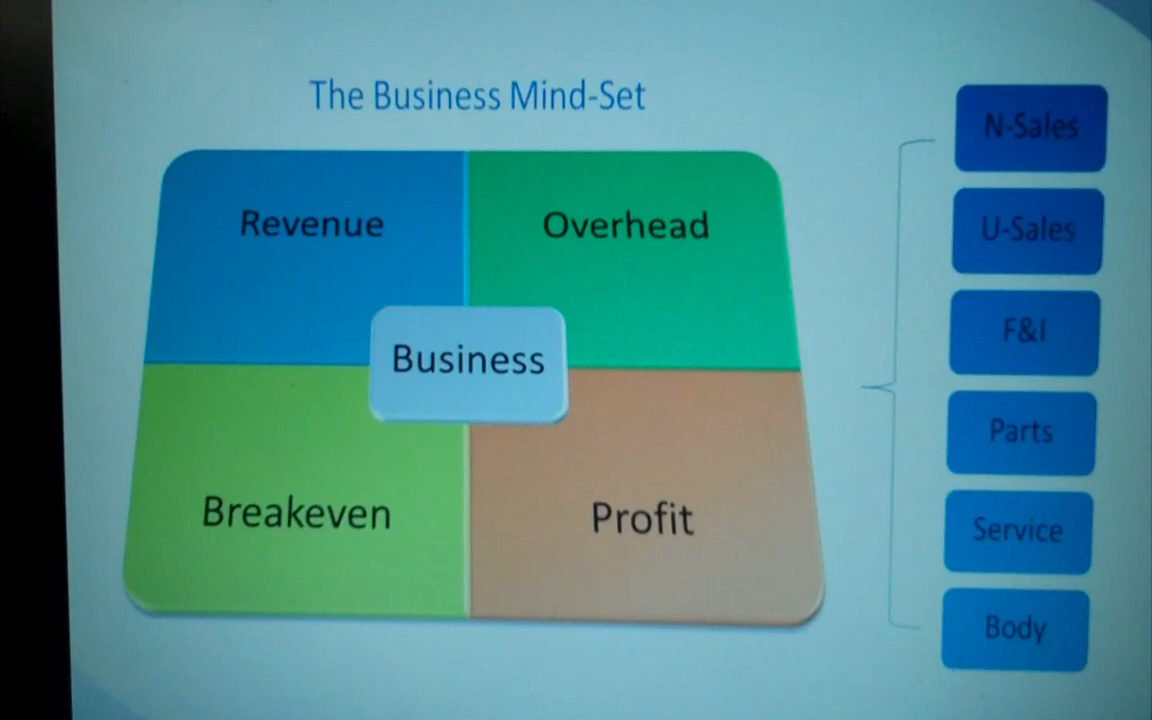 The Business Mind-Set
Revenue
Overhead
Business
Breakeven
Profit
N-Sales
U-Sales
F&I
Parts
Service
Body